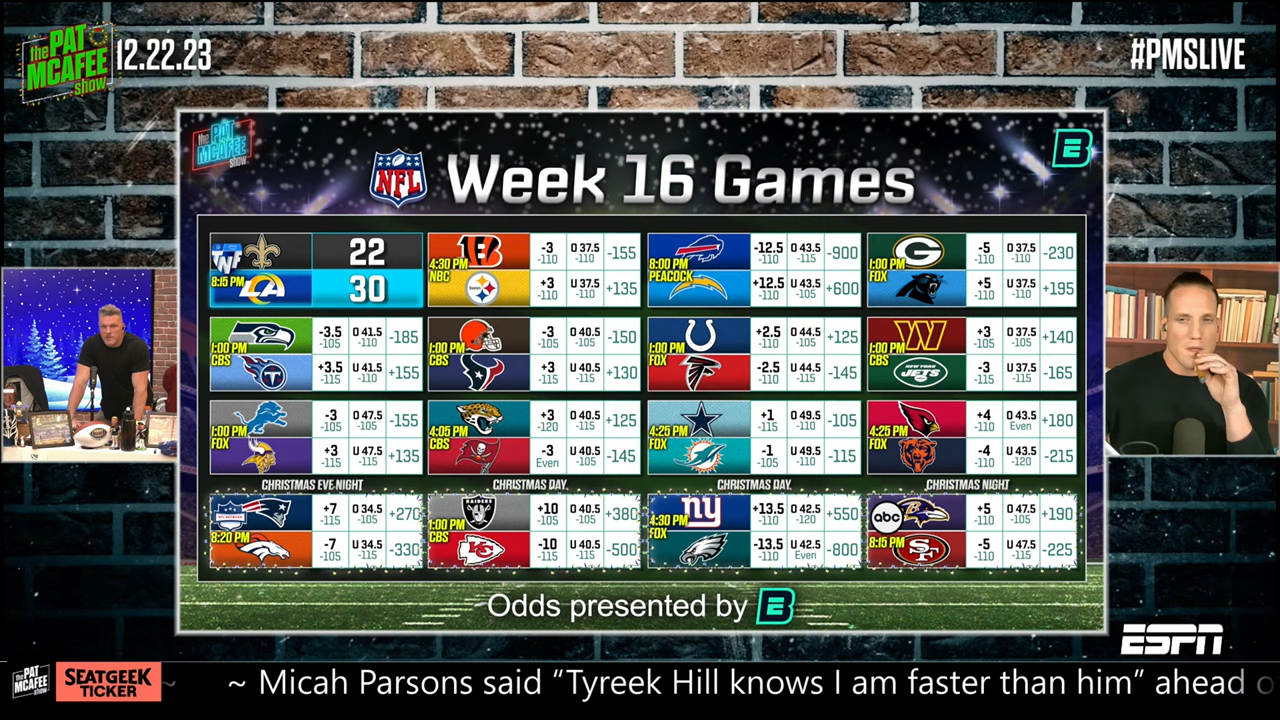 the PAT MCAFEE show
12.22.23
#PMSLIVE
the PAT MCAFEE show
NFL Week 16 Games
TNF 8:15 PM 22
30
4:30 PM NBC -3 -110 O 37.5 -110 -155
+3 -110 U 37.5 -110 +135
8:00 PM PEACOCK -12.5 -110 O 43.5 -115 -900
+12.5 -110 U 43.5 -105 +600
1:00 PM FOX -5 -110 O 37.5 -110 -230
+5 -110 U 37.5 -110 +195
1:00 PM CBS -3.5 -105 O 41.5 -110 -185
+3.5 -115 U 41.5 -110 +155
1:00 PM CBS -3 -110 O 40.5 -105 -150
+3 -110 U 40.5 -115 +130
1:00 PM FOX +2.5 -110 O 44.5 -105 +125
-2.5 -110 U 44.5 -115 -145
1:00 PM CBS +3 -105 O 37.5 -105 +140
NEW YORK JETS -3 -115 U 37.5 -115 -165
1:00 PM FOX -3 -105 O 47.5 -105 -155
+3 -115 U 47.5 -115 +135
4:05 PM CBS +3 -120 O 40.5 -115 +125
-3 Even U 40.5 -105 -145
4:25 PM FOX +1 -115 O 49.5 -110 -105
-1 -105 U 49.5 -110 -115
4:25 PM FOX +4 -110 O 43.5 Even +180
-4 -110 U 43.5 -120 -215
CHRISTMAS EVE NIGHT
CHRISTMAS DAY
CHRISTMAS DAY
CHRISTMAS NIGHT
NFL NETWORK 8:20 PM +7 -115 O 34.5 -105 +270
-7 -105 U 34.5 -115 -330
RAIDERS 1:00 PM CBS +10 -105 O 40.5 -105 +380
KC -10 -115 U 40.5 -115 -500
ny 4:30 PM FOX +13.5 -110 O 42.5 -120 +550
-13.5 -110 U 42.5 Even -800
abc 8:15 PM +5 -110 O 47.5 -105 +190
SF -5 -110 U 47.5 -115 -225
Odds presented by
ESPN
the PAT MCAFEE show
SEATGEEK
TICKER
~ ~ Micah Parsons said “Tyreek Hill knows I am faster than him” ahead o